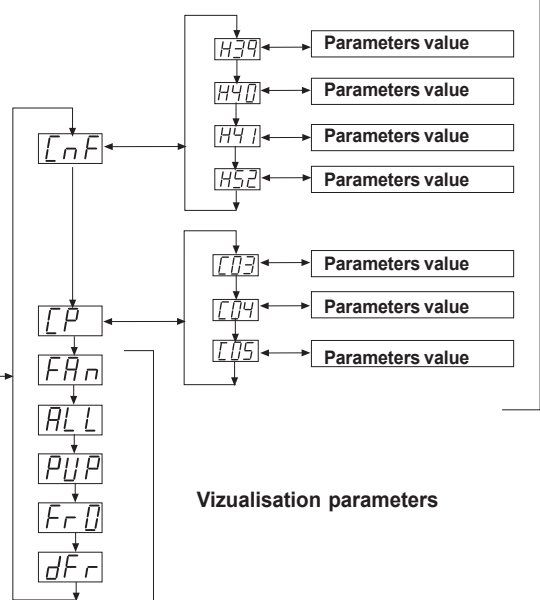 H39 Parameters value
H40 Parameters value
H41 Parameters value
H52 Parameters value
CnF
C03 Parameters value
C04 Parameters value
C05 Parameters value
CP
FAn
ALL
PUP
Fr0
dFr
Vizualisation parameters